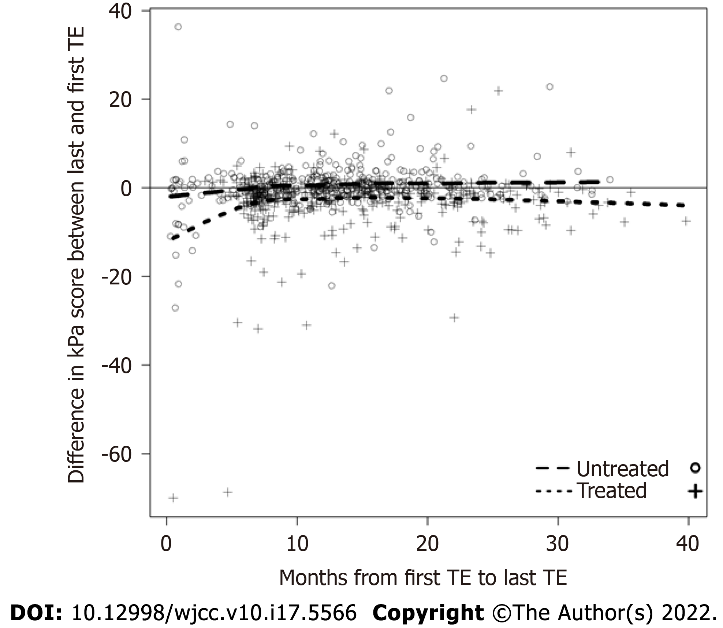 Difference in kPa score between last and first TE
40
20
0
-20
-40
-60
Untreated
Treated
0 10 20 30 40
Months from first TE to last TE
DOI: 10.12998/wjcc.v10.i17.5566 Copyright ©The Author(s) 2022.